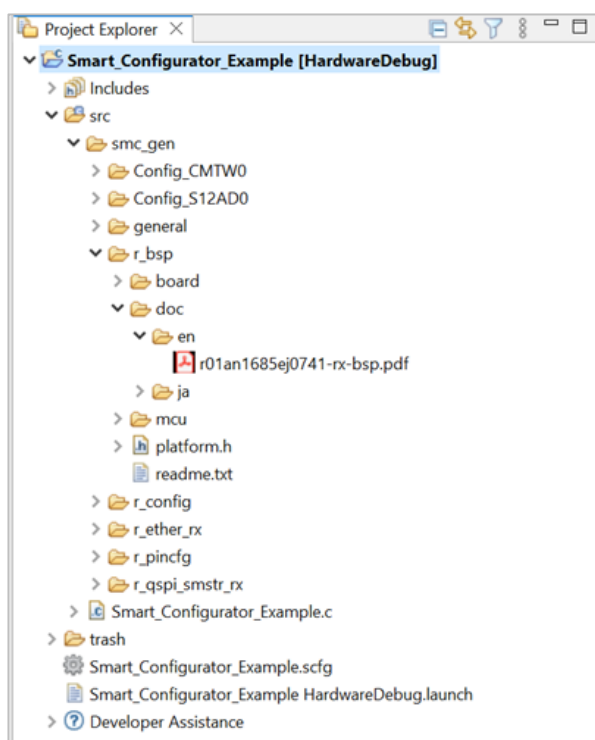 Project Explorer
Smart_Configurator_Example [HardwareDebug]
Includes
src
smc_gen
Config_CMTW0
Config_S12AD0
general
r_bsp
board
doc
en
r01an1685ej0741-rx-bsp.pdf
ja
mcu
platform.h
readme.txt
r_config
r_ether_rx
r_pincfg
r_qspi_smstr_rx
Smart_Configurator_Example.c
trash
Smart_Configurator_Example.scfg
Smart_Configurator_Example HardwareDebug.launch
Developer Assistance